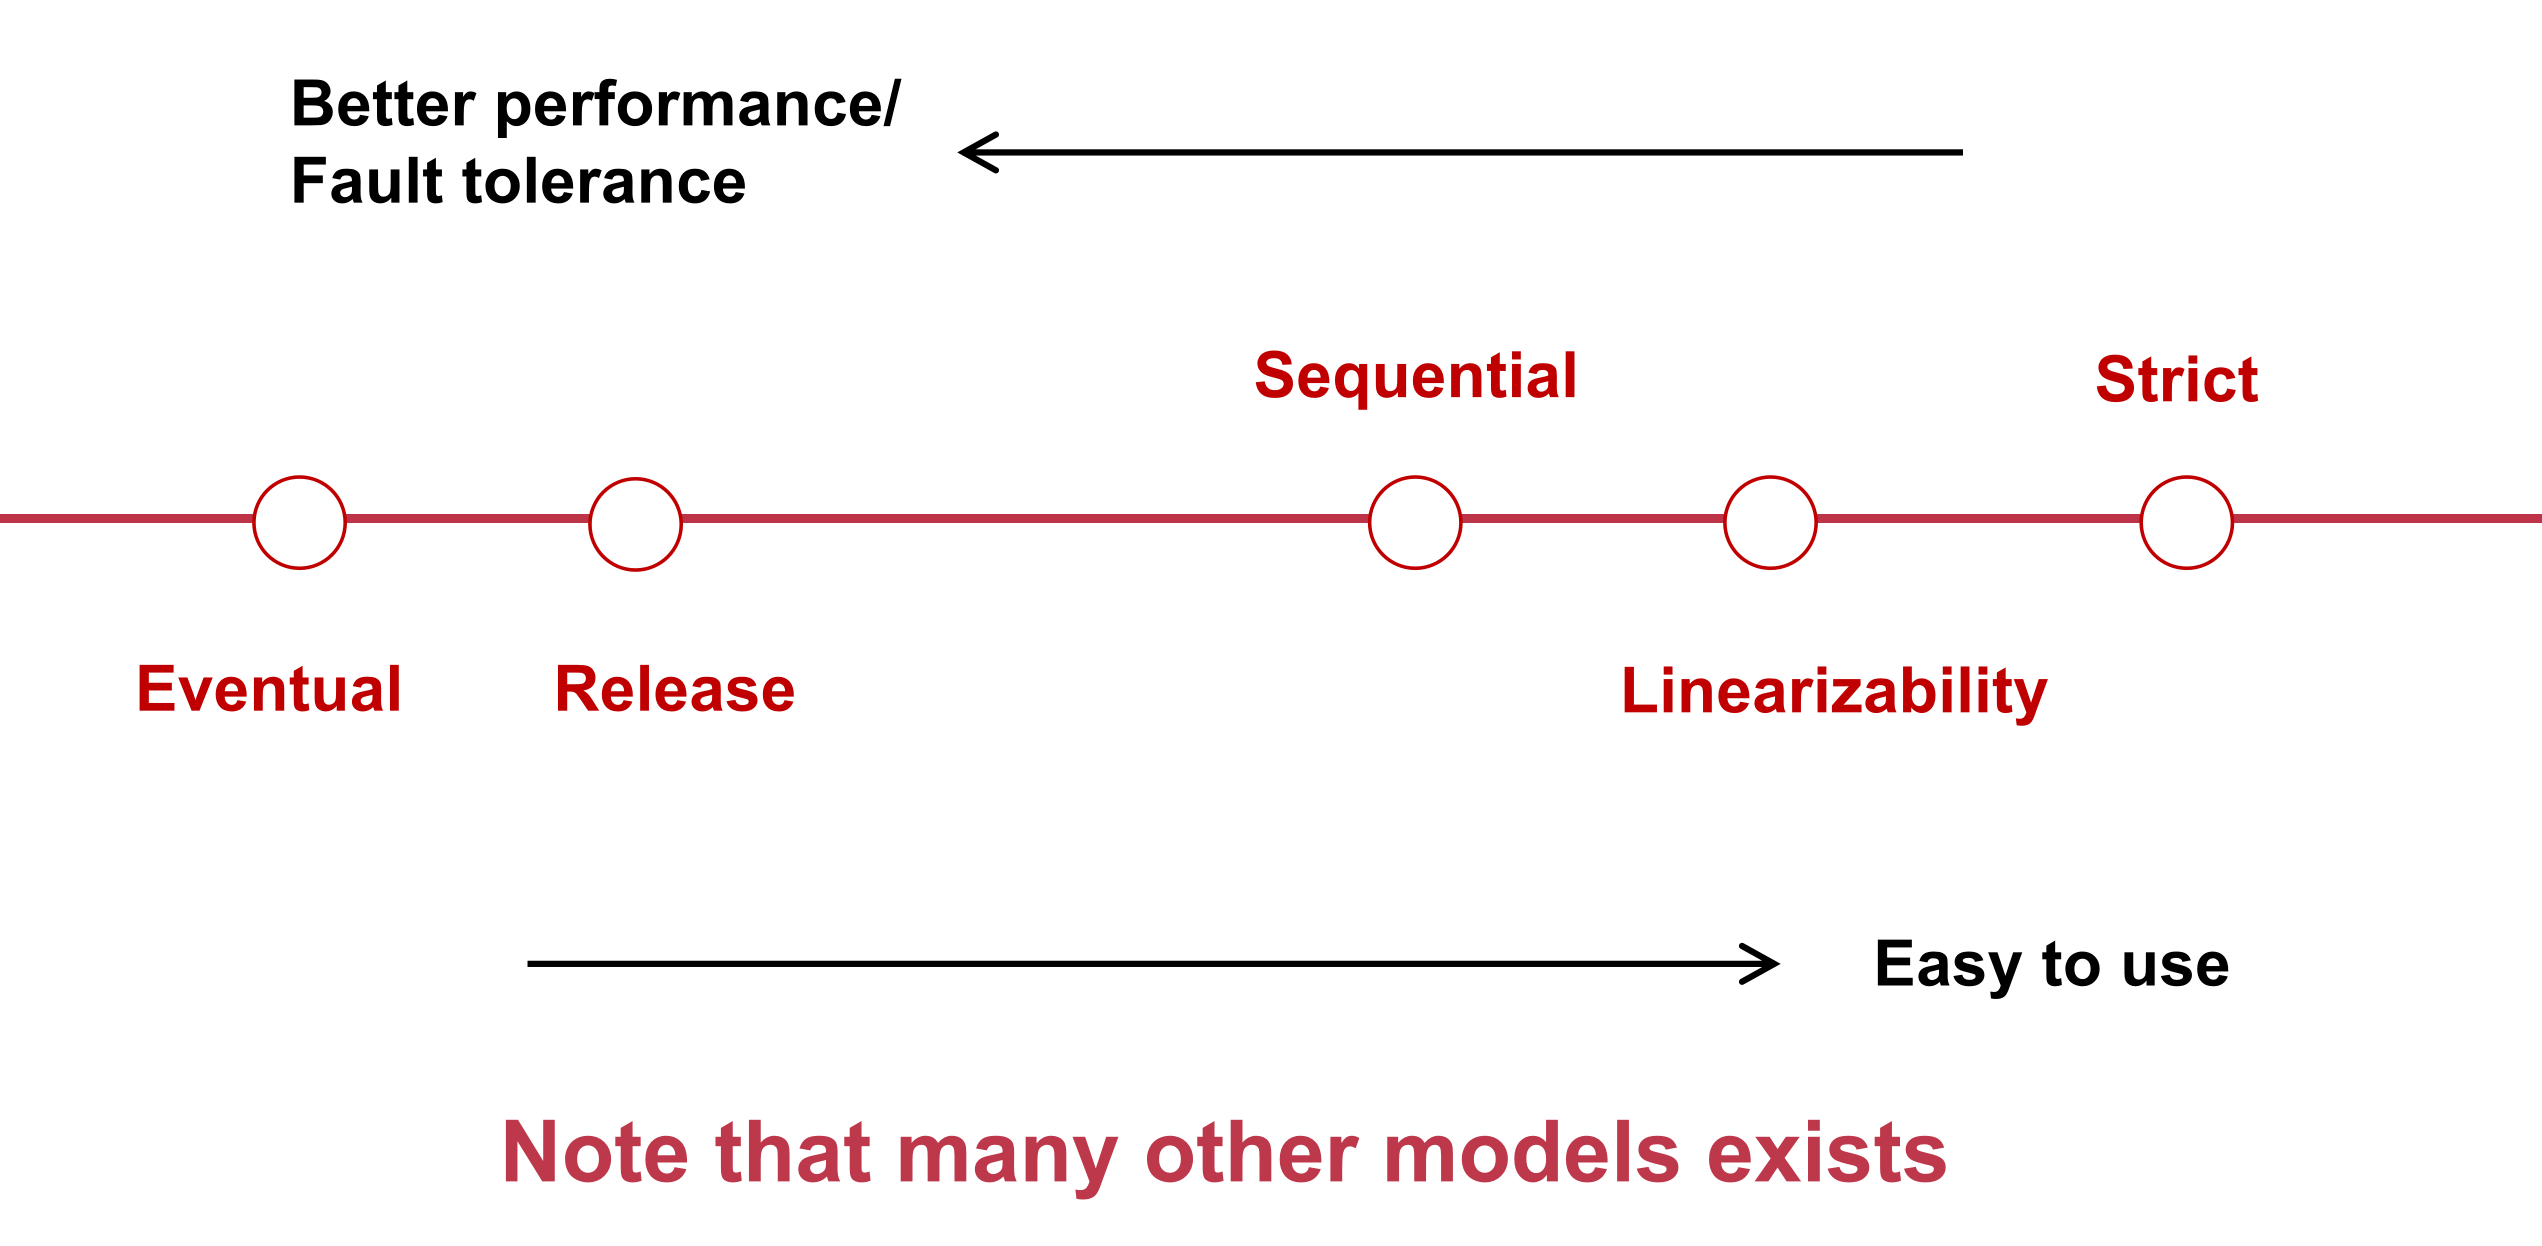 Better performance/
Fault tolerance
Sequential
Strict
Eventual
Release
Linearizability
Easy to use
Note that many other models exists